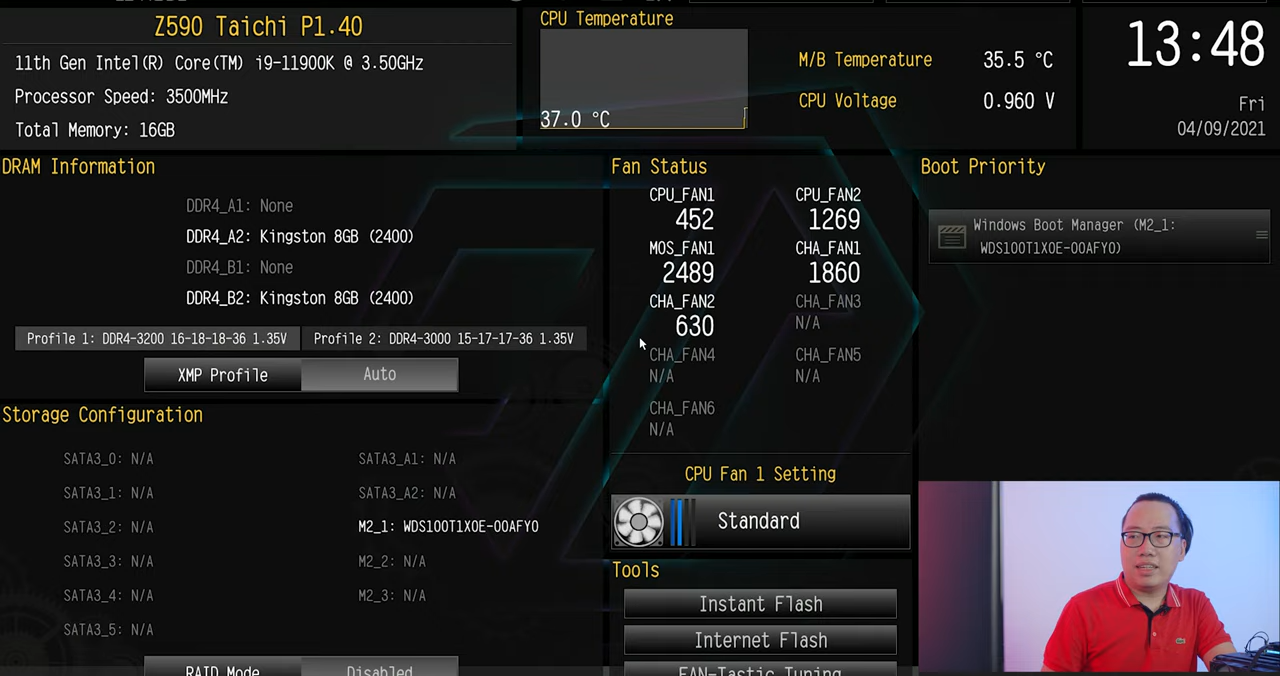 Z590 Taichi P1.40
11th Gen Intel(R) Core(TM) i9-11900K @ 3.50GHz
Processor Speed: 3500MHz
Total Memory: 16GB
CPU Temperature
37.0 °C
M/B Temperature 35.5 °C
CPU Voltage 0.960 V
13:48
Fri
04/09/2021
DRAM Information
DDR4_A1: None
DDR4_A2: Kingston 8GB (2400)
DDR4_B1: None
DDR4_B2: Kingston 8GB (2400)
Profile 1: DDR4-3200 16-18-18-36 1.35V Profile 2: DDR4-3000 15-17-17-36 1.35V
XMP Profile Auto
Storage Configuration
SATA3_0: N/A SATA3_A1: N/A
SATA3_1: N/A SATA3_A2: N/A
SATA3_2: N/A M2_1: WDS100T1X0E-00AFY0
SATA3_3: N/A M2_2: N/A
SATA3_4: N/A M2_3: N/A
SATA3_5: N/A
RAID Mode Disabled
Fan Status
CPU_FAN1 CPU_FAN2
452 1269
MOS_FAN1 CHA_FAN1
2489 1860
CHA_FAN2 CHA_FAN3
630 N/A
CHA_FAN4 CHA_FAN5
N/A N/A
CHA_FAN6
N/A
CPU Fan 1 Setting
Standard
Tools
Instant Flash
Internet Flash
FAN-Tastic Tuning
Boot Priority
Windows Boot Manager (M2_1:
WDS100T1X0E-00AFY0)